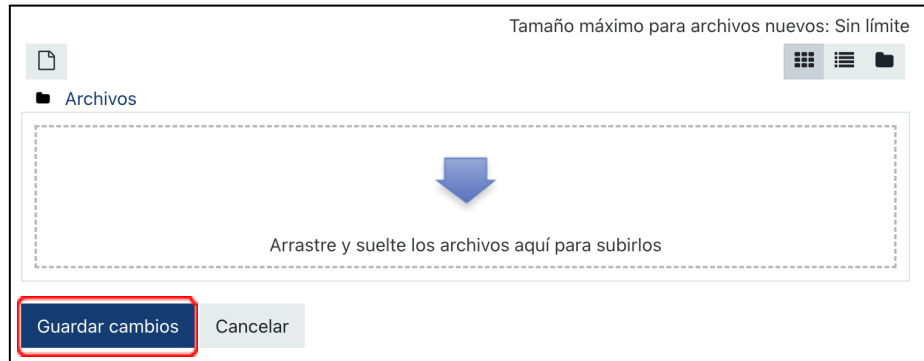 Tamaño máximo para archivos nuevos: Sin límite
Archivos
Arrastre y suelte los archivos aquí para subirlos
Guardar cambios Cancelar